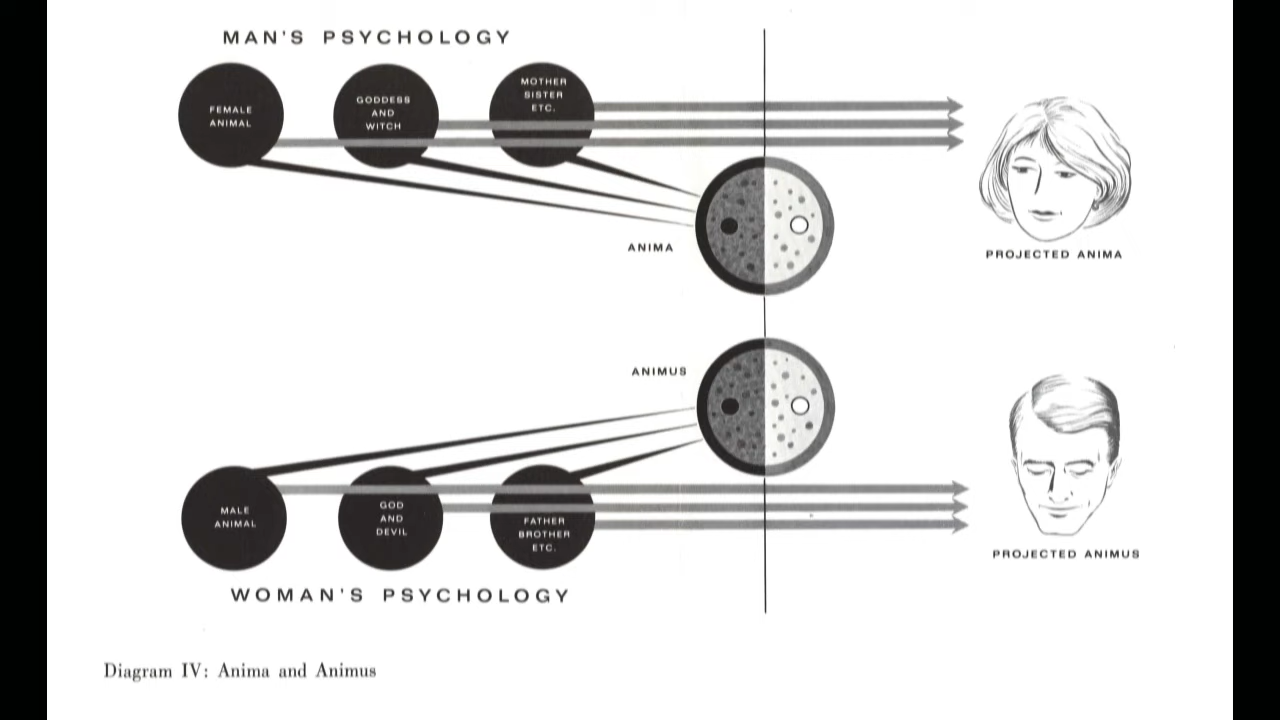 MAN'S PSYCHOLOGY
FEMALE
ANIMAL
GODDESS
AND
WITCH
MOTHER
SISTER
ETC.
ANIMA
PROJECTED ANIMA
ANIMUS
MALE
ANIMAL
GOD
AND
DEVIL
FATHER
BROTHER
ETC.
PROJECTED ANIMUS
WOMAN'S PSYCHOLOGY
Diagram IV: Anima and Animus